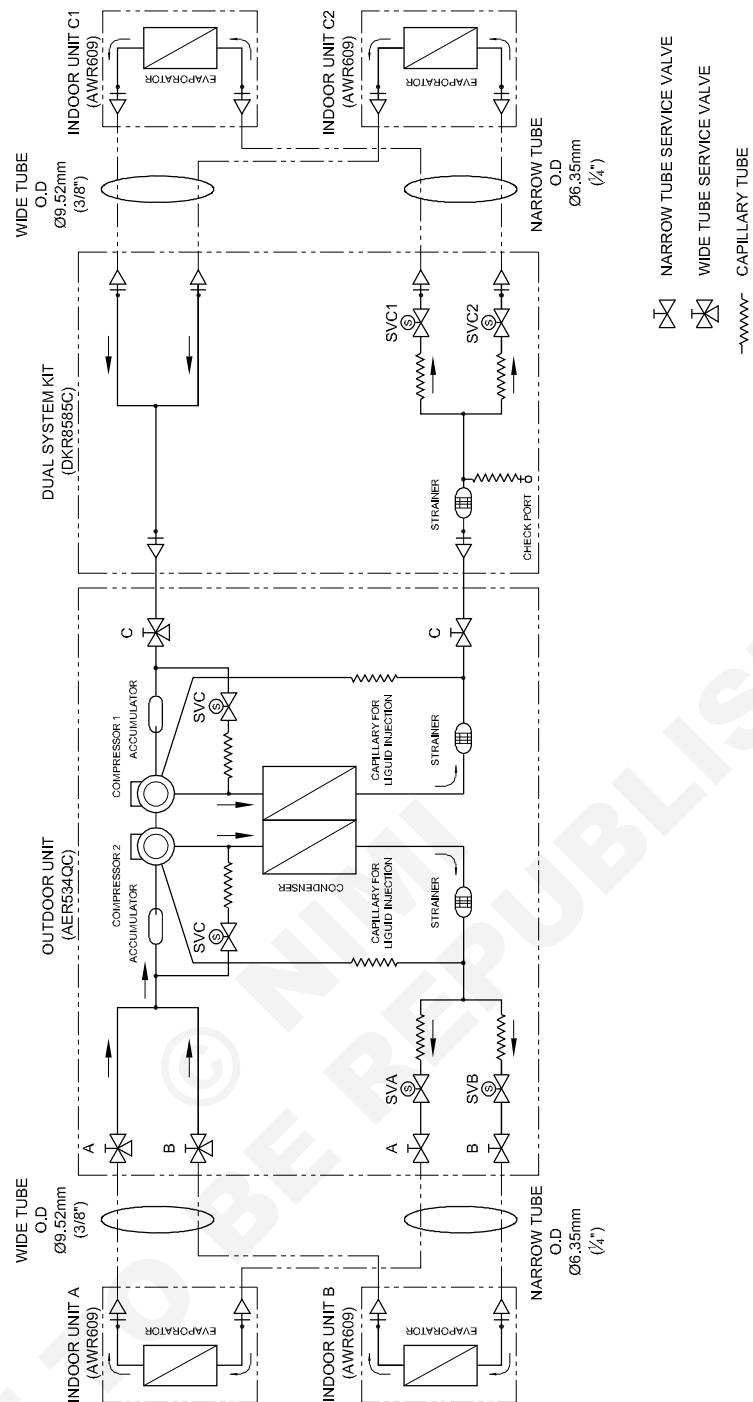 INDOOR UNIT C1
(AWR609)
EVAPORATOR
INDOOR UNIT C2
(AWR609)
EVAPORATOR
WIDE TUBE
O.D
Ø9.52mm
(3/8")
NARROW TUBE
O.D
Ø6.35mm
(¼")
DUAL SYSTEM KIT
(DKR8585C)
SVC1
S
SVC2
S
STRAINER
CHECK PORT
OUTDOOR UNIT
(AER534QC)
C
C
ACCUMULATOR
COMPRESSOR 1
SVC
S
CAPILLARY FOR
LIGUID INJECTION
STRAINER
CONDENSER
COMPRESSOR 2
ACCUMULATOR
SVC
S
CAPILLARY FOR
LIGUID INJECTION
STRAINER
SVA
S
SVB
S
A
B
A
B
WIDE TUBE
O.D
Ø9.52mm
(3/8")
NARROW TUBE
O.D
Ø6.35mm
(¼")
INDOOR UNIT A
(AWR609)
EVAPORATOR
INDOOR UNIT B
(AWR609)
EVAPORATOR
NARROW TUBE SERVICE VALVE
WIDE TUBE SERVICE VALVE
CAPILLARY TUBE
© NIMI
TO BE REPUBLIS